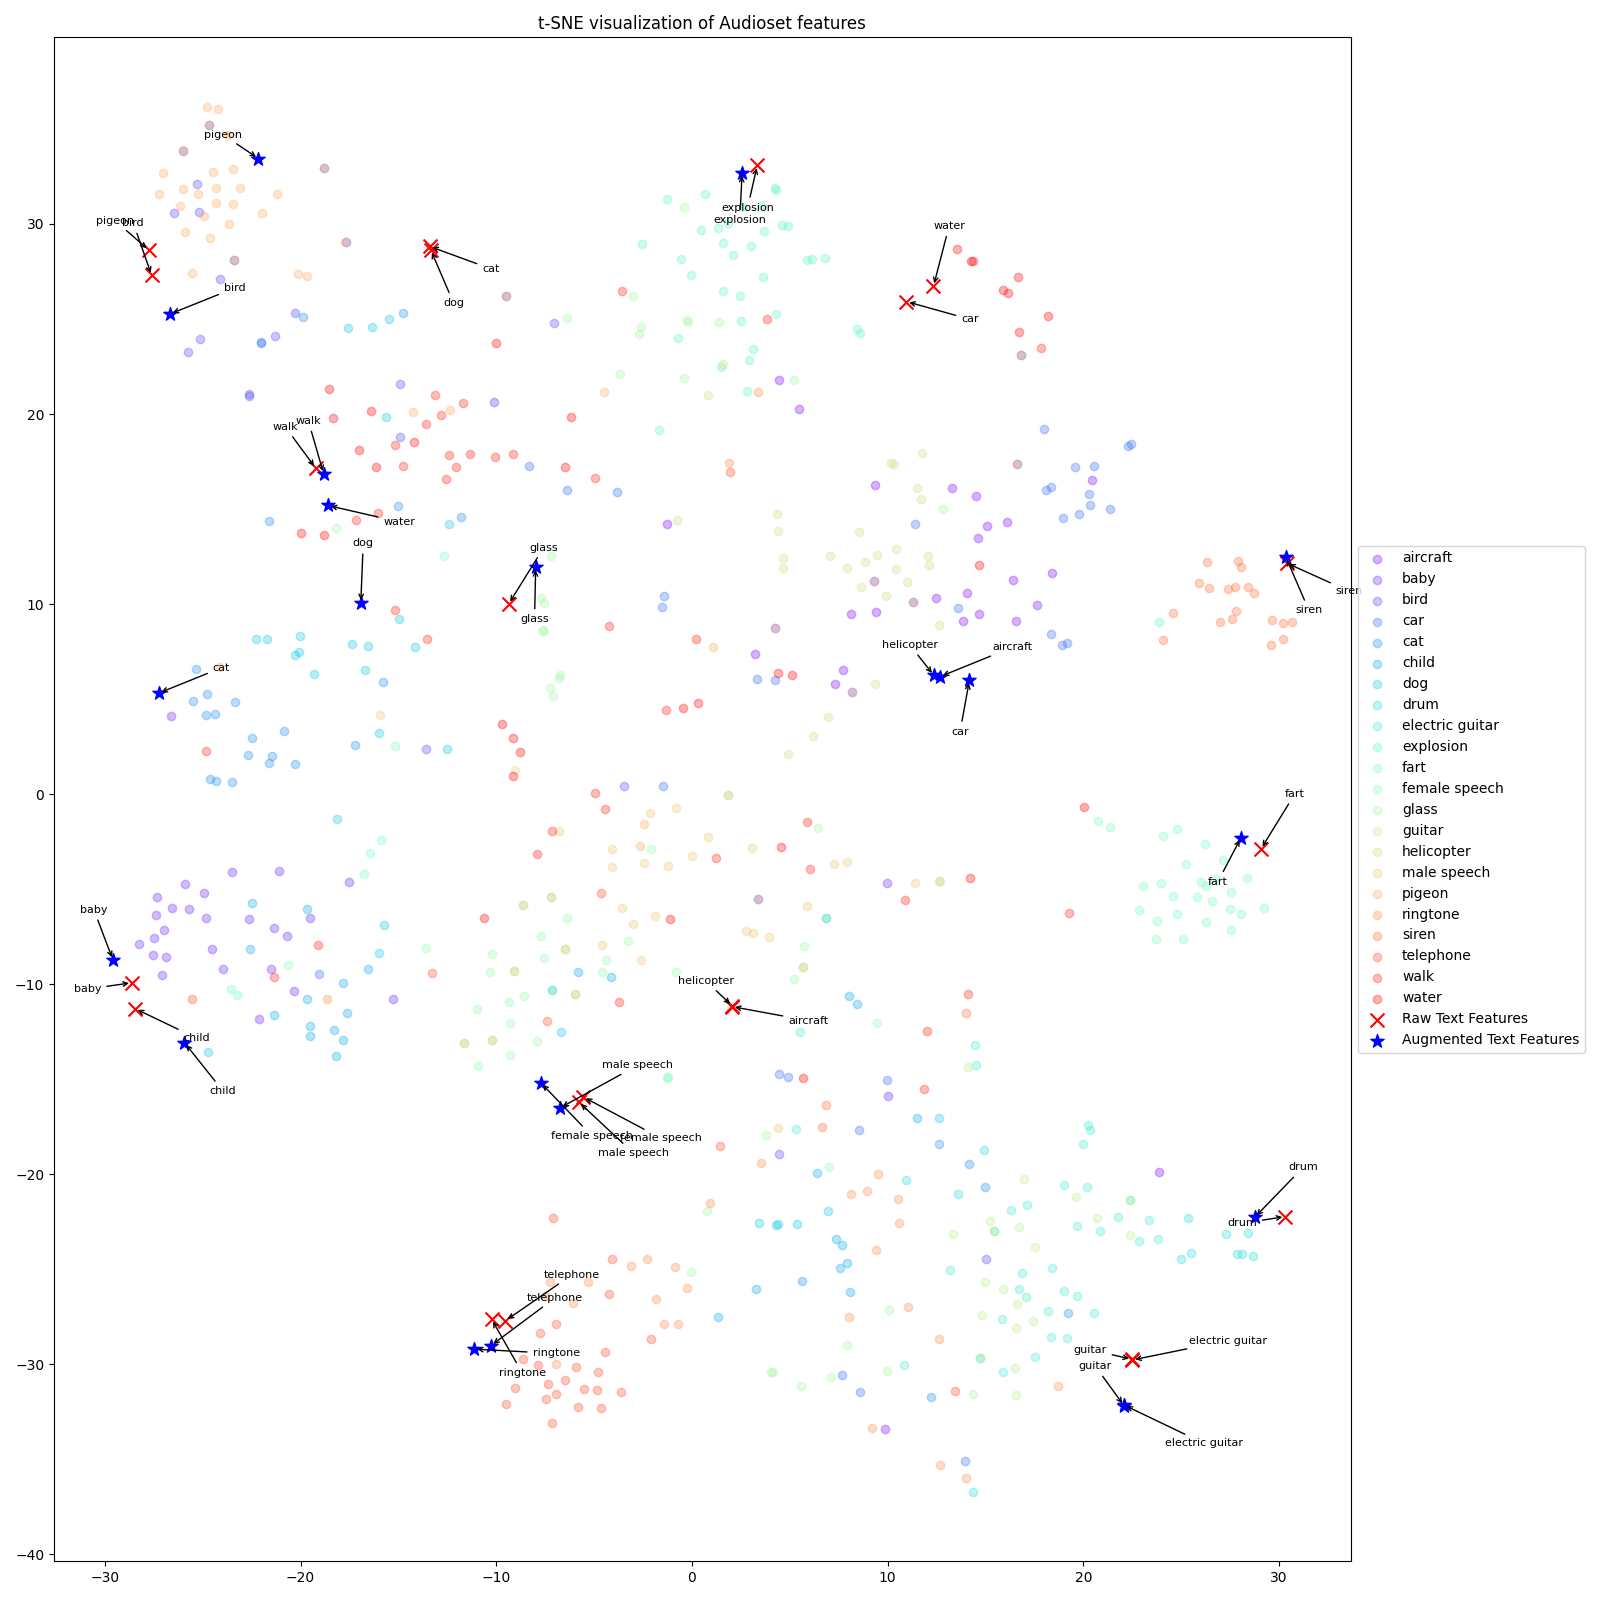 t-SNE visualization of Audioset features
pigeon
pigeon
bird
bird
cat
dog
explosion
explosion
water
car
walk
walk
water
dog
glass
glass
siren
siren
cat
helicopter
aircraft
car
fart
fart
baby
baby
child
child
helicopter
aircraft
male speech
female speech
female speech
male speech
drum
drum
telephone
telephone
ringtone
ringtone
guitar
electric guitar
guitar
electric guitar
30
20
10
0
−10
−20
−30
−40
−30
−20
−10
0
10
20
30
aircraft
baby
bird
car
cat
child
dog
drum
electric guitar
explosion
fart
female speech
glass
guitar
helicopter
male speech
pigeon
ringtone
siren
telephone
walk
water
Raw Text Features
Augmented Text Features